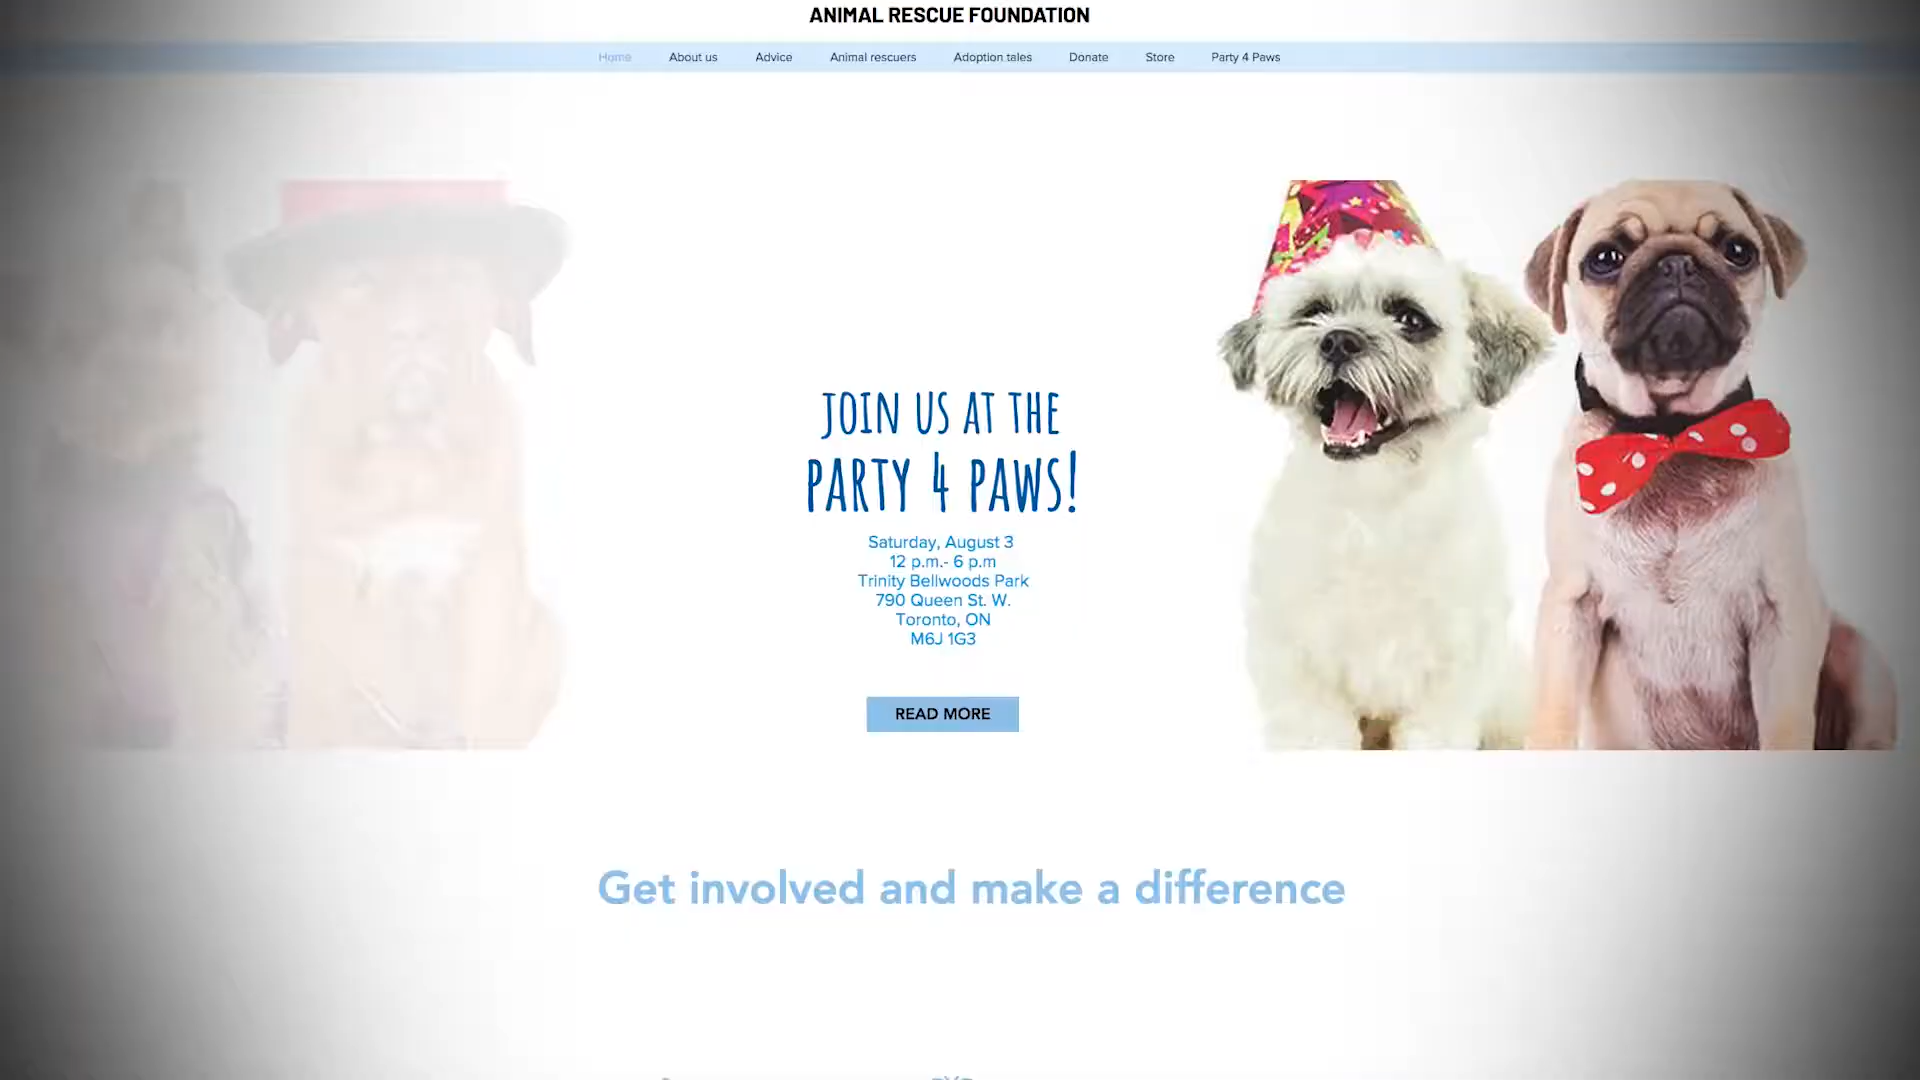 ANIMAL RESCUE FOUNDATION
Home About us Advice Animal rescuers Adoption tales Donate Store Party 4 Paws
JOIN US AT THE
PARTY 4 PAWS!
Saturday, August 3
12 p.m.- 6 p.m
Trinity Bellwoods Park
790 Queen St. W.
Toronto, ON
M6J 1G3
READ MORE
Get involved and make a difference